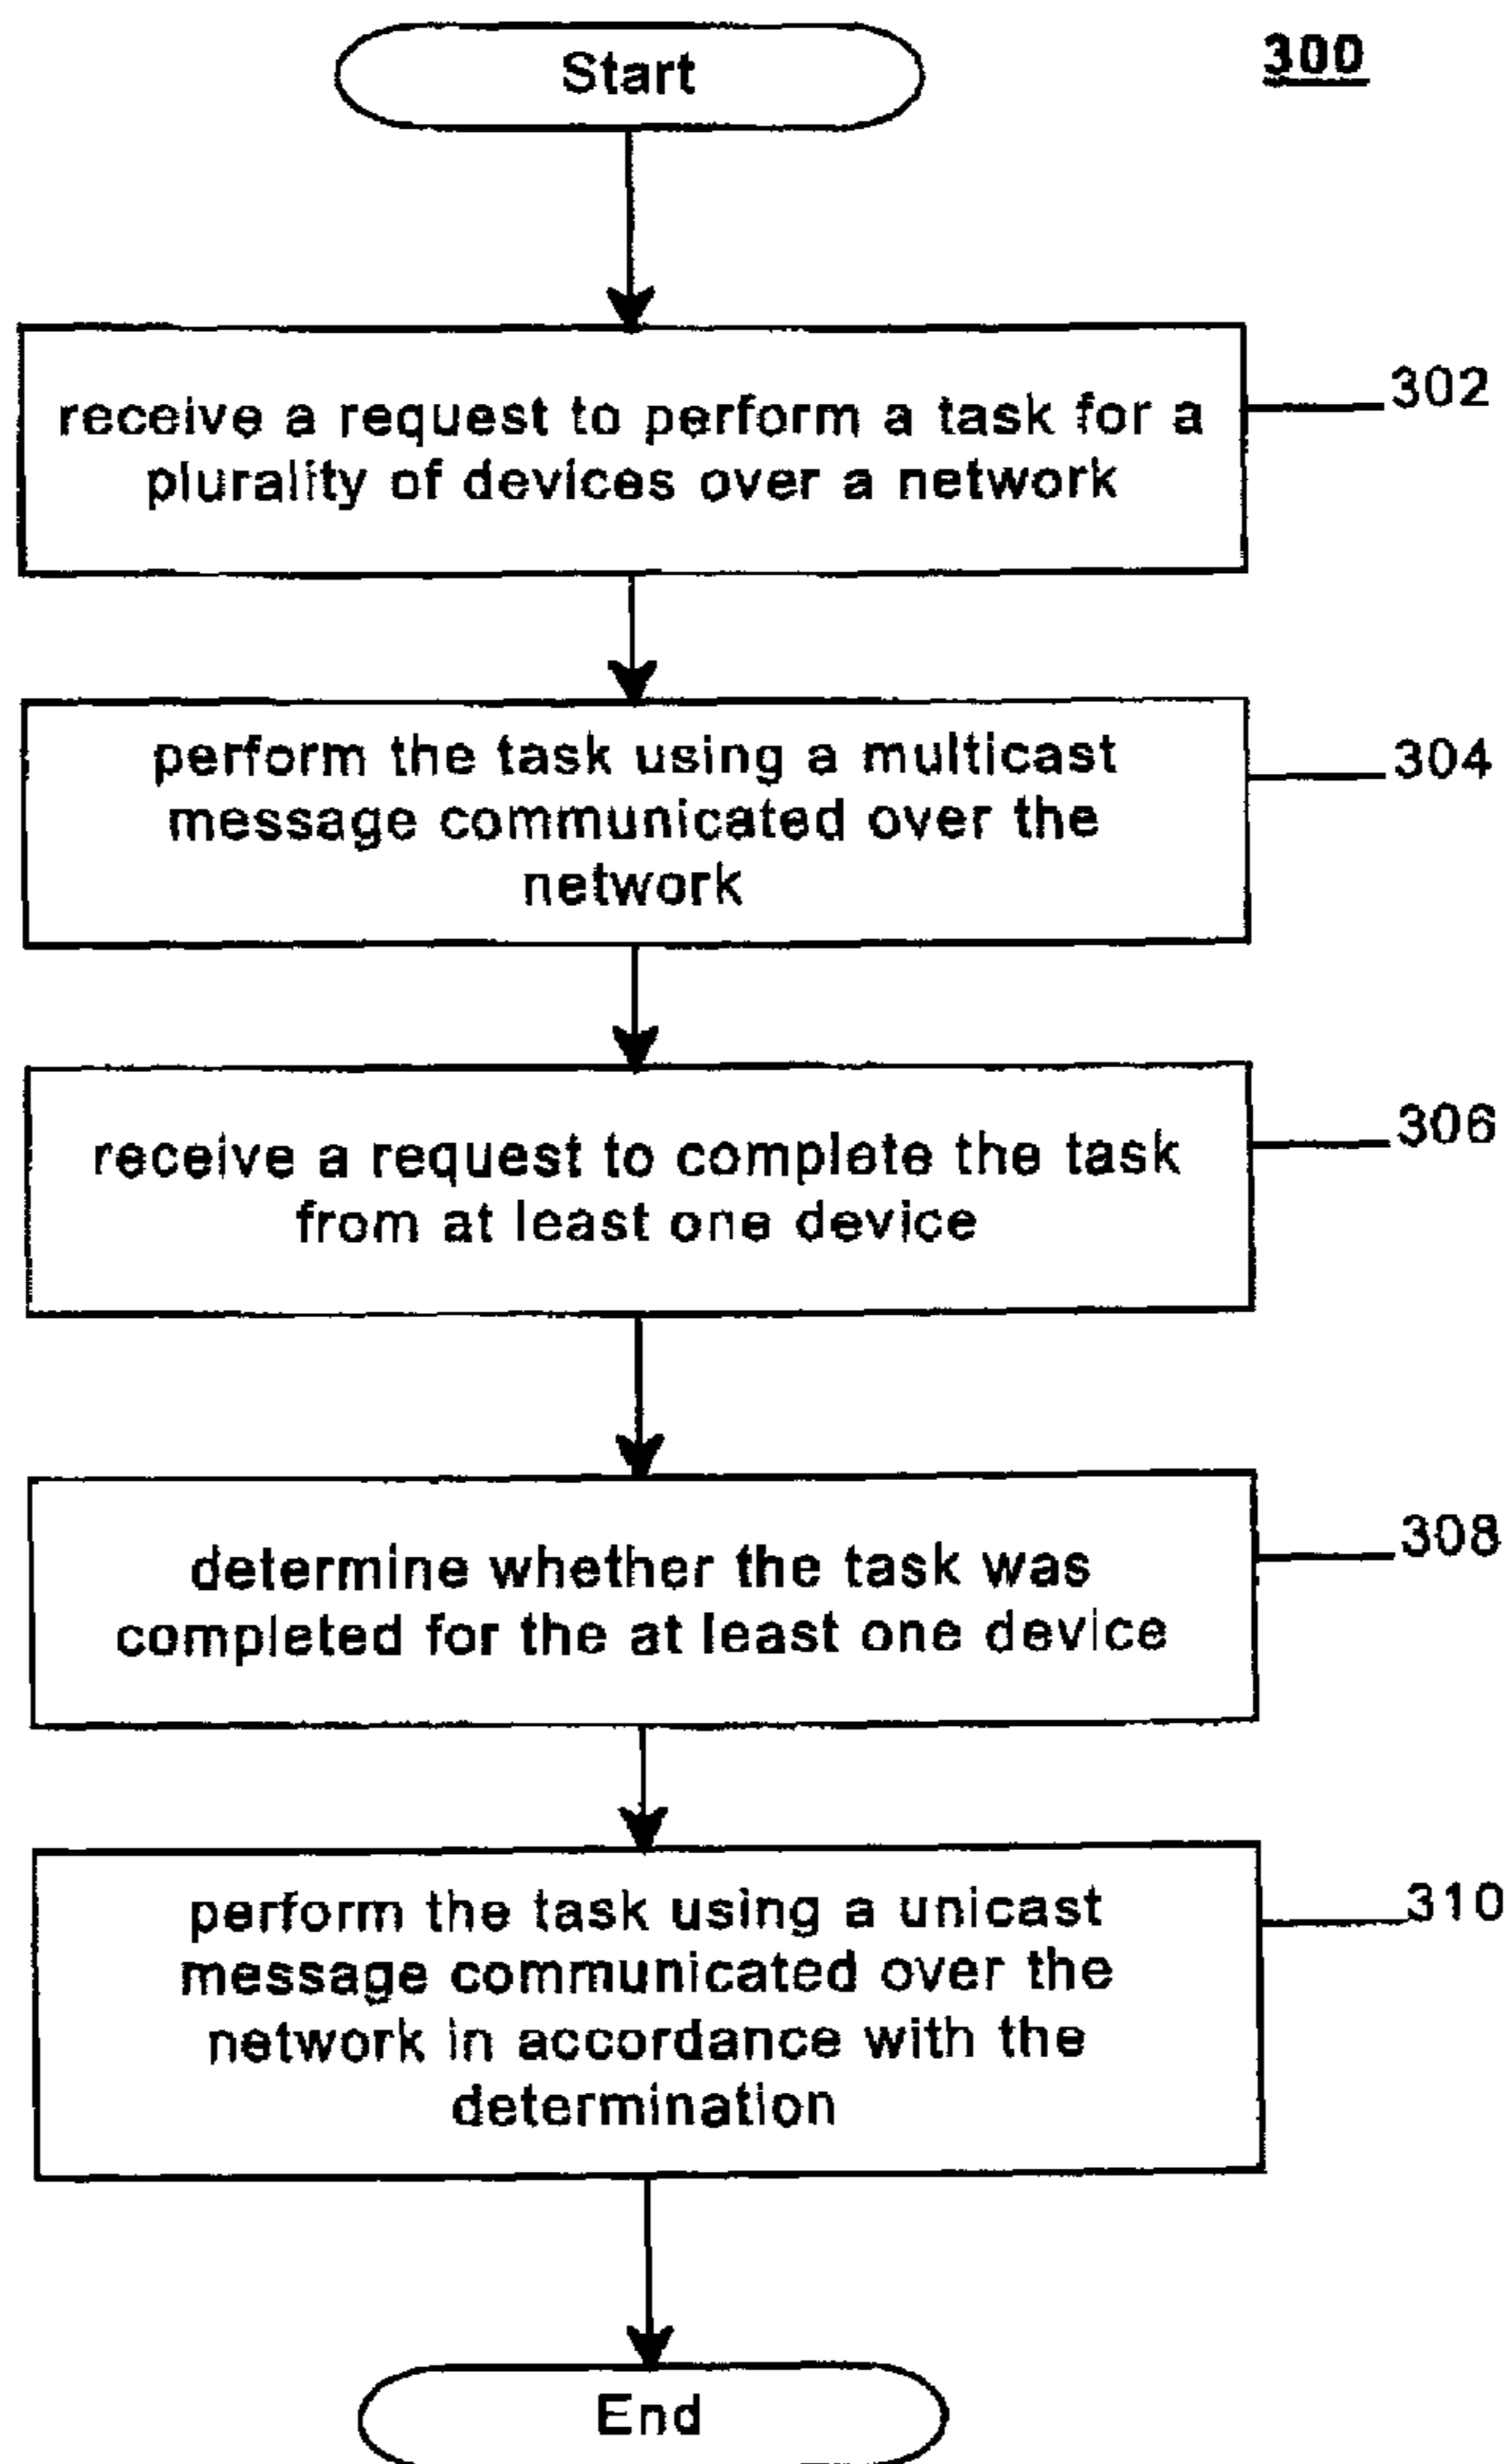 Start
300
receive a request to perform a task for a
plurality of devices over a network
302
perform the task using a multicast
message communicated over the
network
304
receive a request to complete the task
from at least one device
306
determine whether the task was
completed for the at least one device
308
perform the task using a unicast
message communicated over the
network in accordance with the
determination
310
End